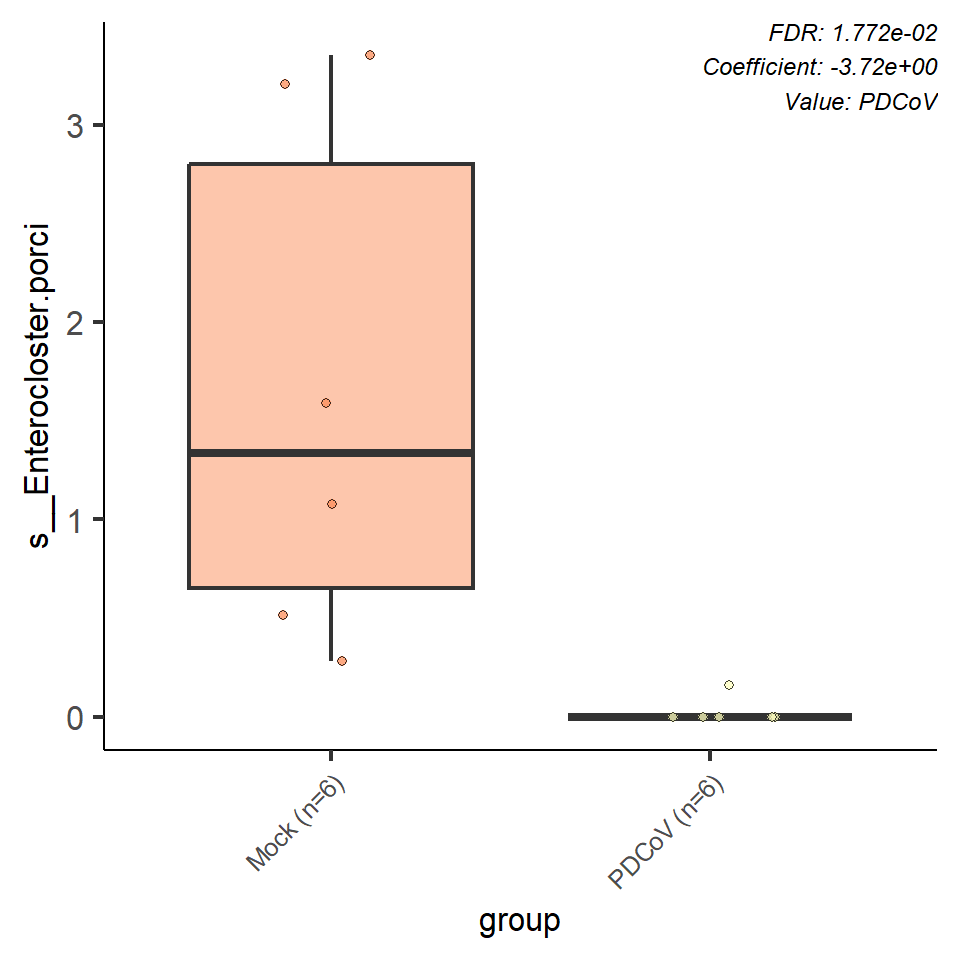 FDR: 1.772e-02
Coefficient: -3.72e+00
Value: PDCoV
s__Enterocloster.porci
3
2
1
0
Mock (n=6)
PDCoV (n=6)
group